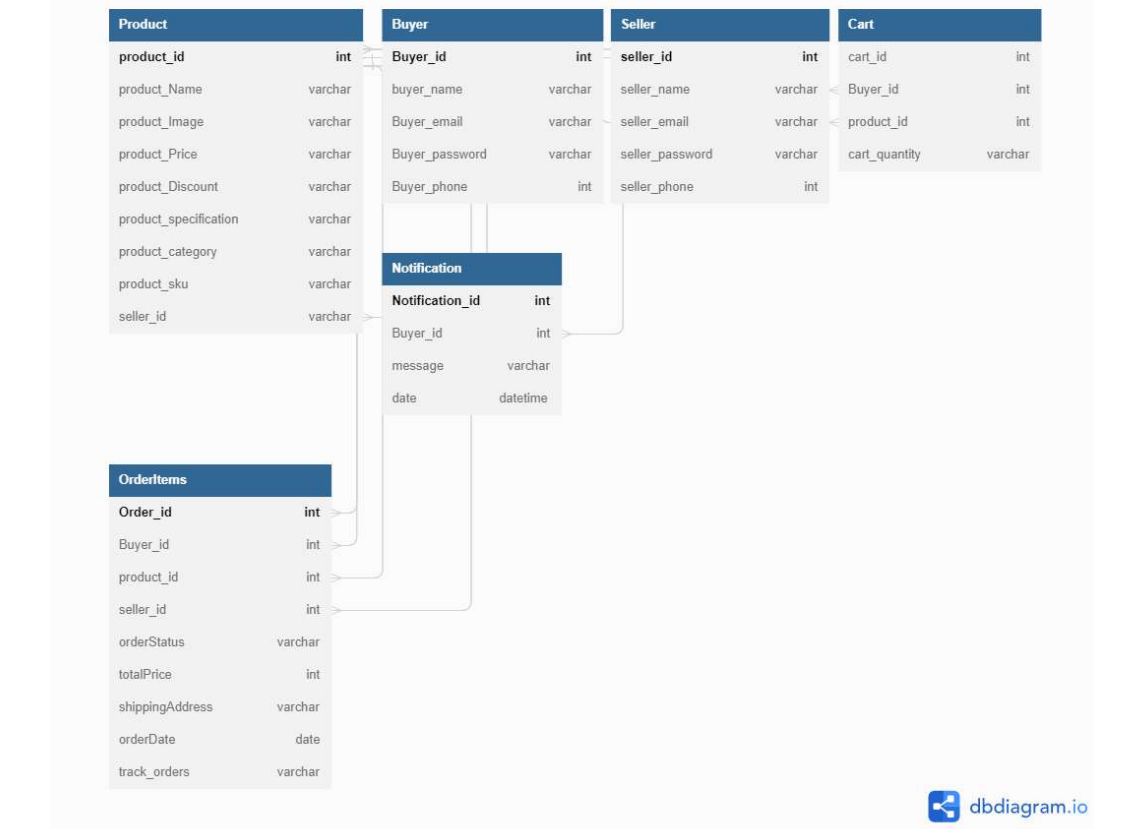 Product
product_id int
product_Name varchar
product_Image varchar
product_Price varchar
product_Discount varchar
product_specification varchar
product_category varchar
product_sku varchar
seller_id varchar
Buyer
Buyer_id int
buyer_name varchar
Buyer_email varchar
Buyer_password varchar
Buyer_phone int
Seller
seller_id int
seller_name varchar
seller_email varchar
seller_password varchar
seller_phone int
Cart
cart_id int
Buyer_id int
product_id int
cart_quantity varchar
Notification
Notification_id int
Buyer_id int
message varchar
date datetime
OrderItems
Order_id int
Buyer_id int
product_id int
seller_id int
orderStatus varchar
totalPrice int
shippingAddress varchar
orderDate date
track_orders varchar
dbdiagram.io